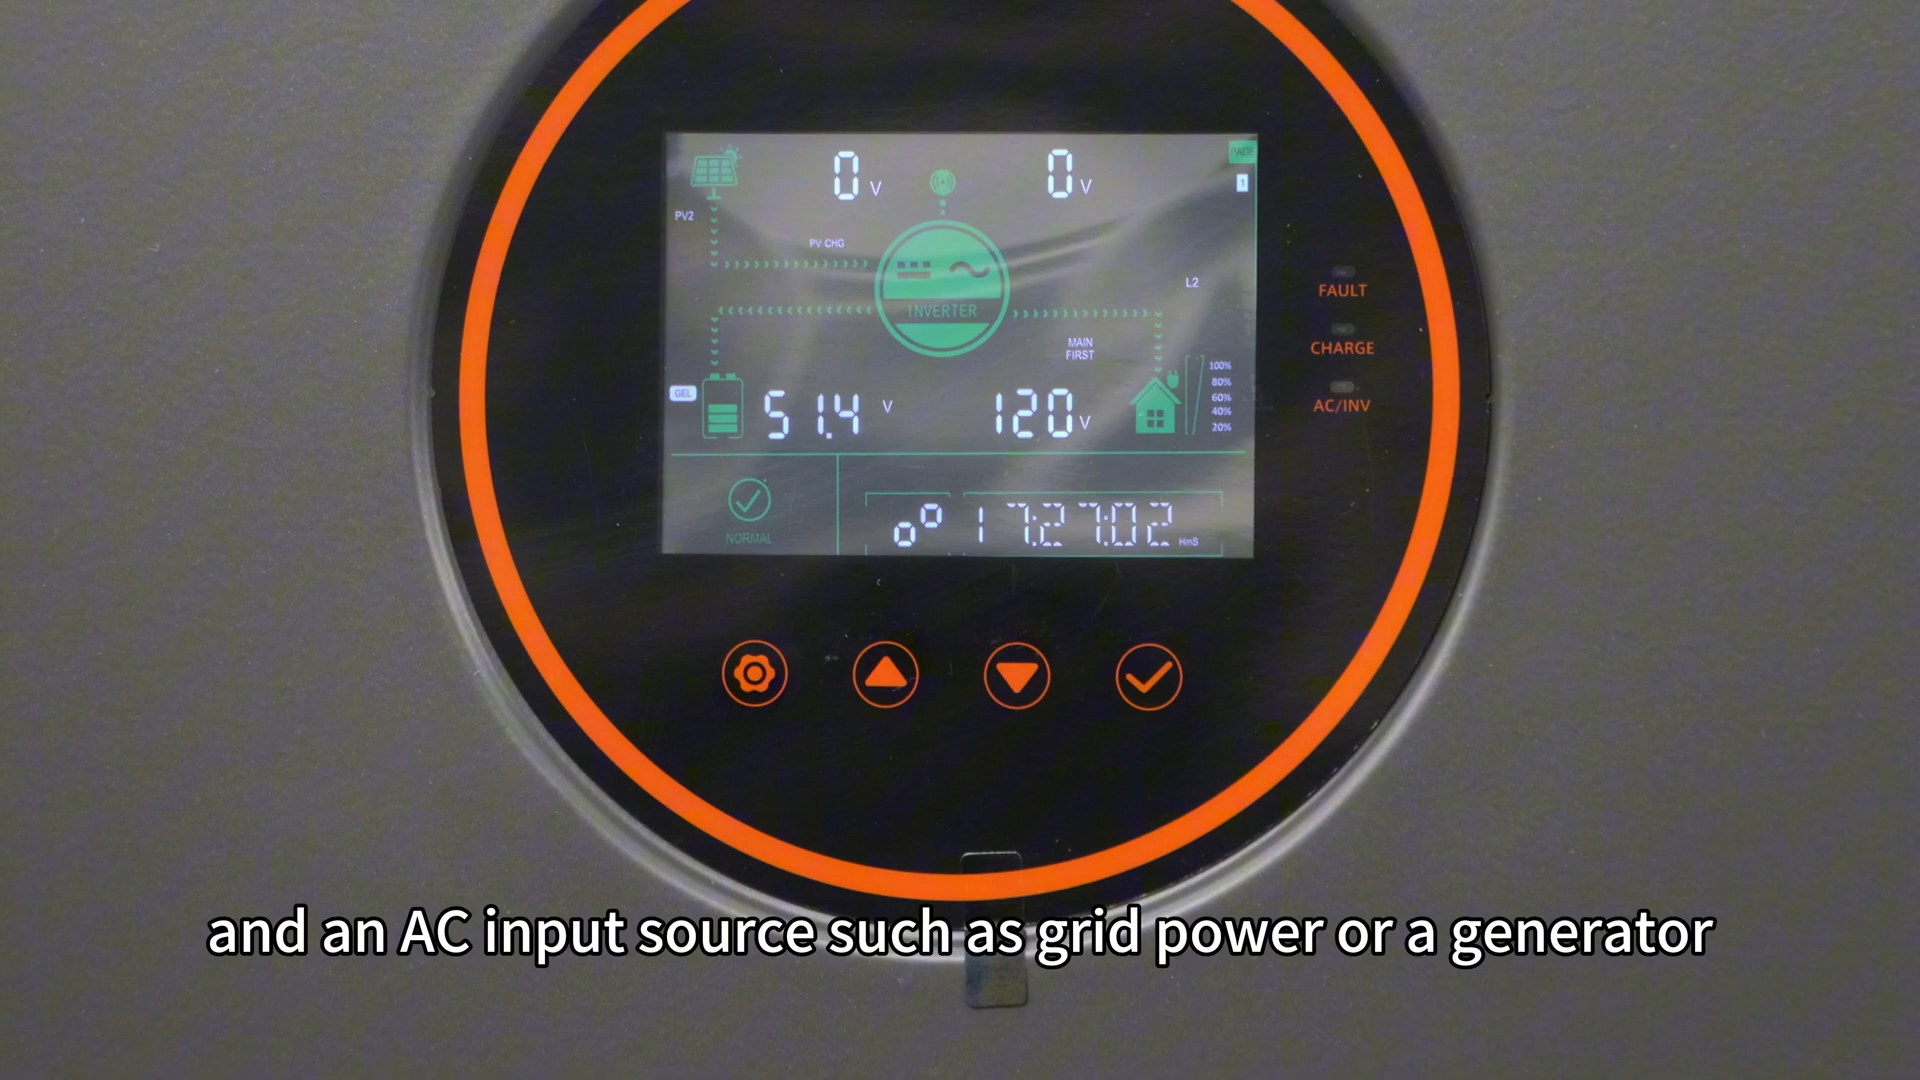 0 V
0 V
PAGE
1
PV2
PV CHG
L2
INVERTER
MAIN
FIRST
GEL
51.4 V
120 V
100%
80%
60%
40%
20%
NORMAL
17:27:02 HmS
FAULT
CHARGE
AC/INV
and an AC input source such as grid power or a generator